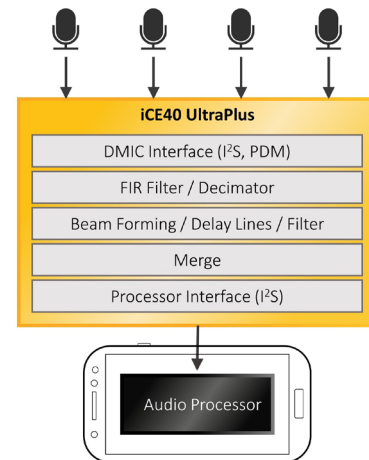 iCE40 UltraPlus
DMIC Interface (I²S, PDM)
FIR Filter / Decimator
Beam Forming / Delay Lines / Filter
Merge
Processor Interface (I²S)
Audio Processor